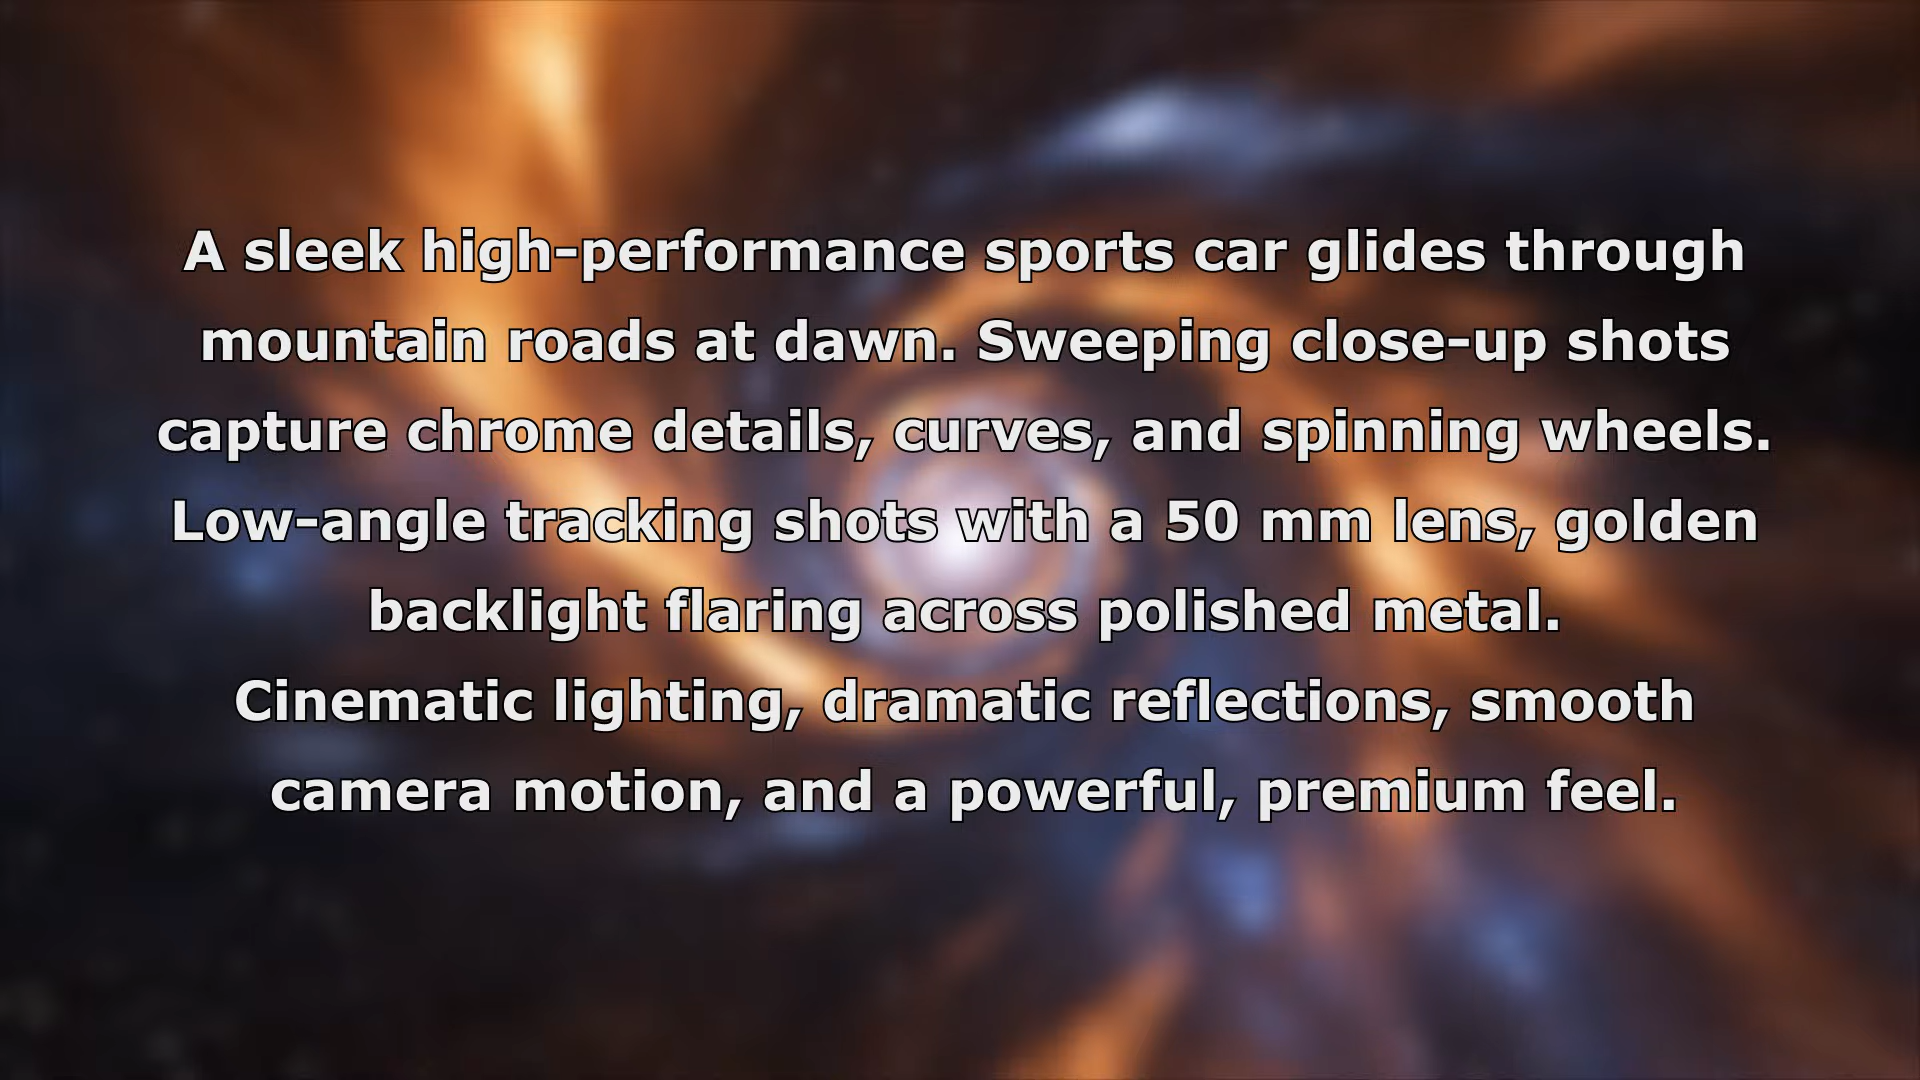 A sleek high-performance sports car glides through
mountain roads at dawn. Sweeping close-up shots
capture chrome details, curves, and spinning wheels.
Low-angle tracking shots with a 50 mm lens, golden
backlight flaring across polished metal.
Cinematic lighting, dramatic reflections, smooth
camera motion, and a powerful, premium feel.